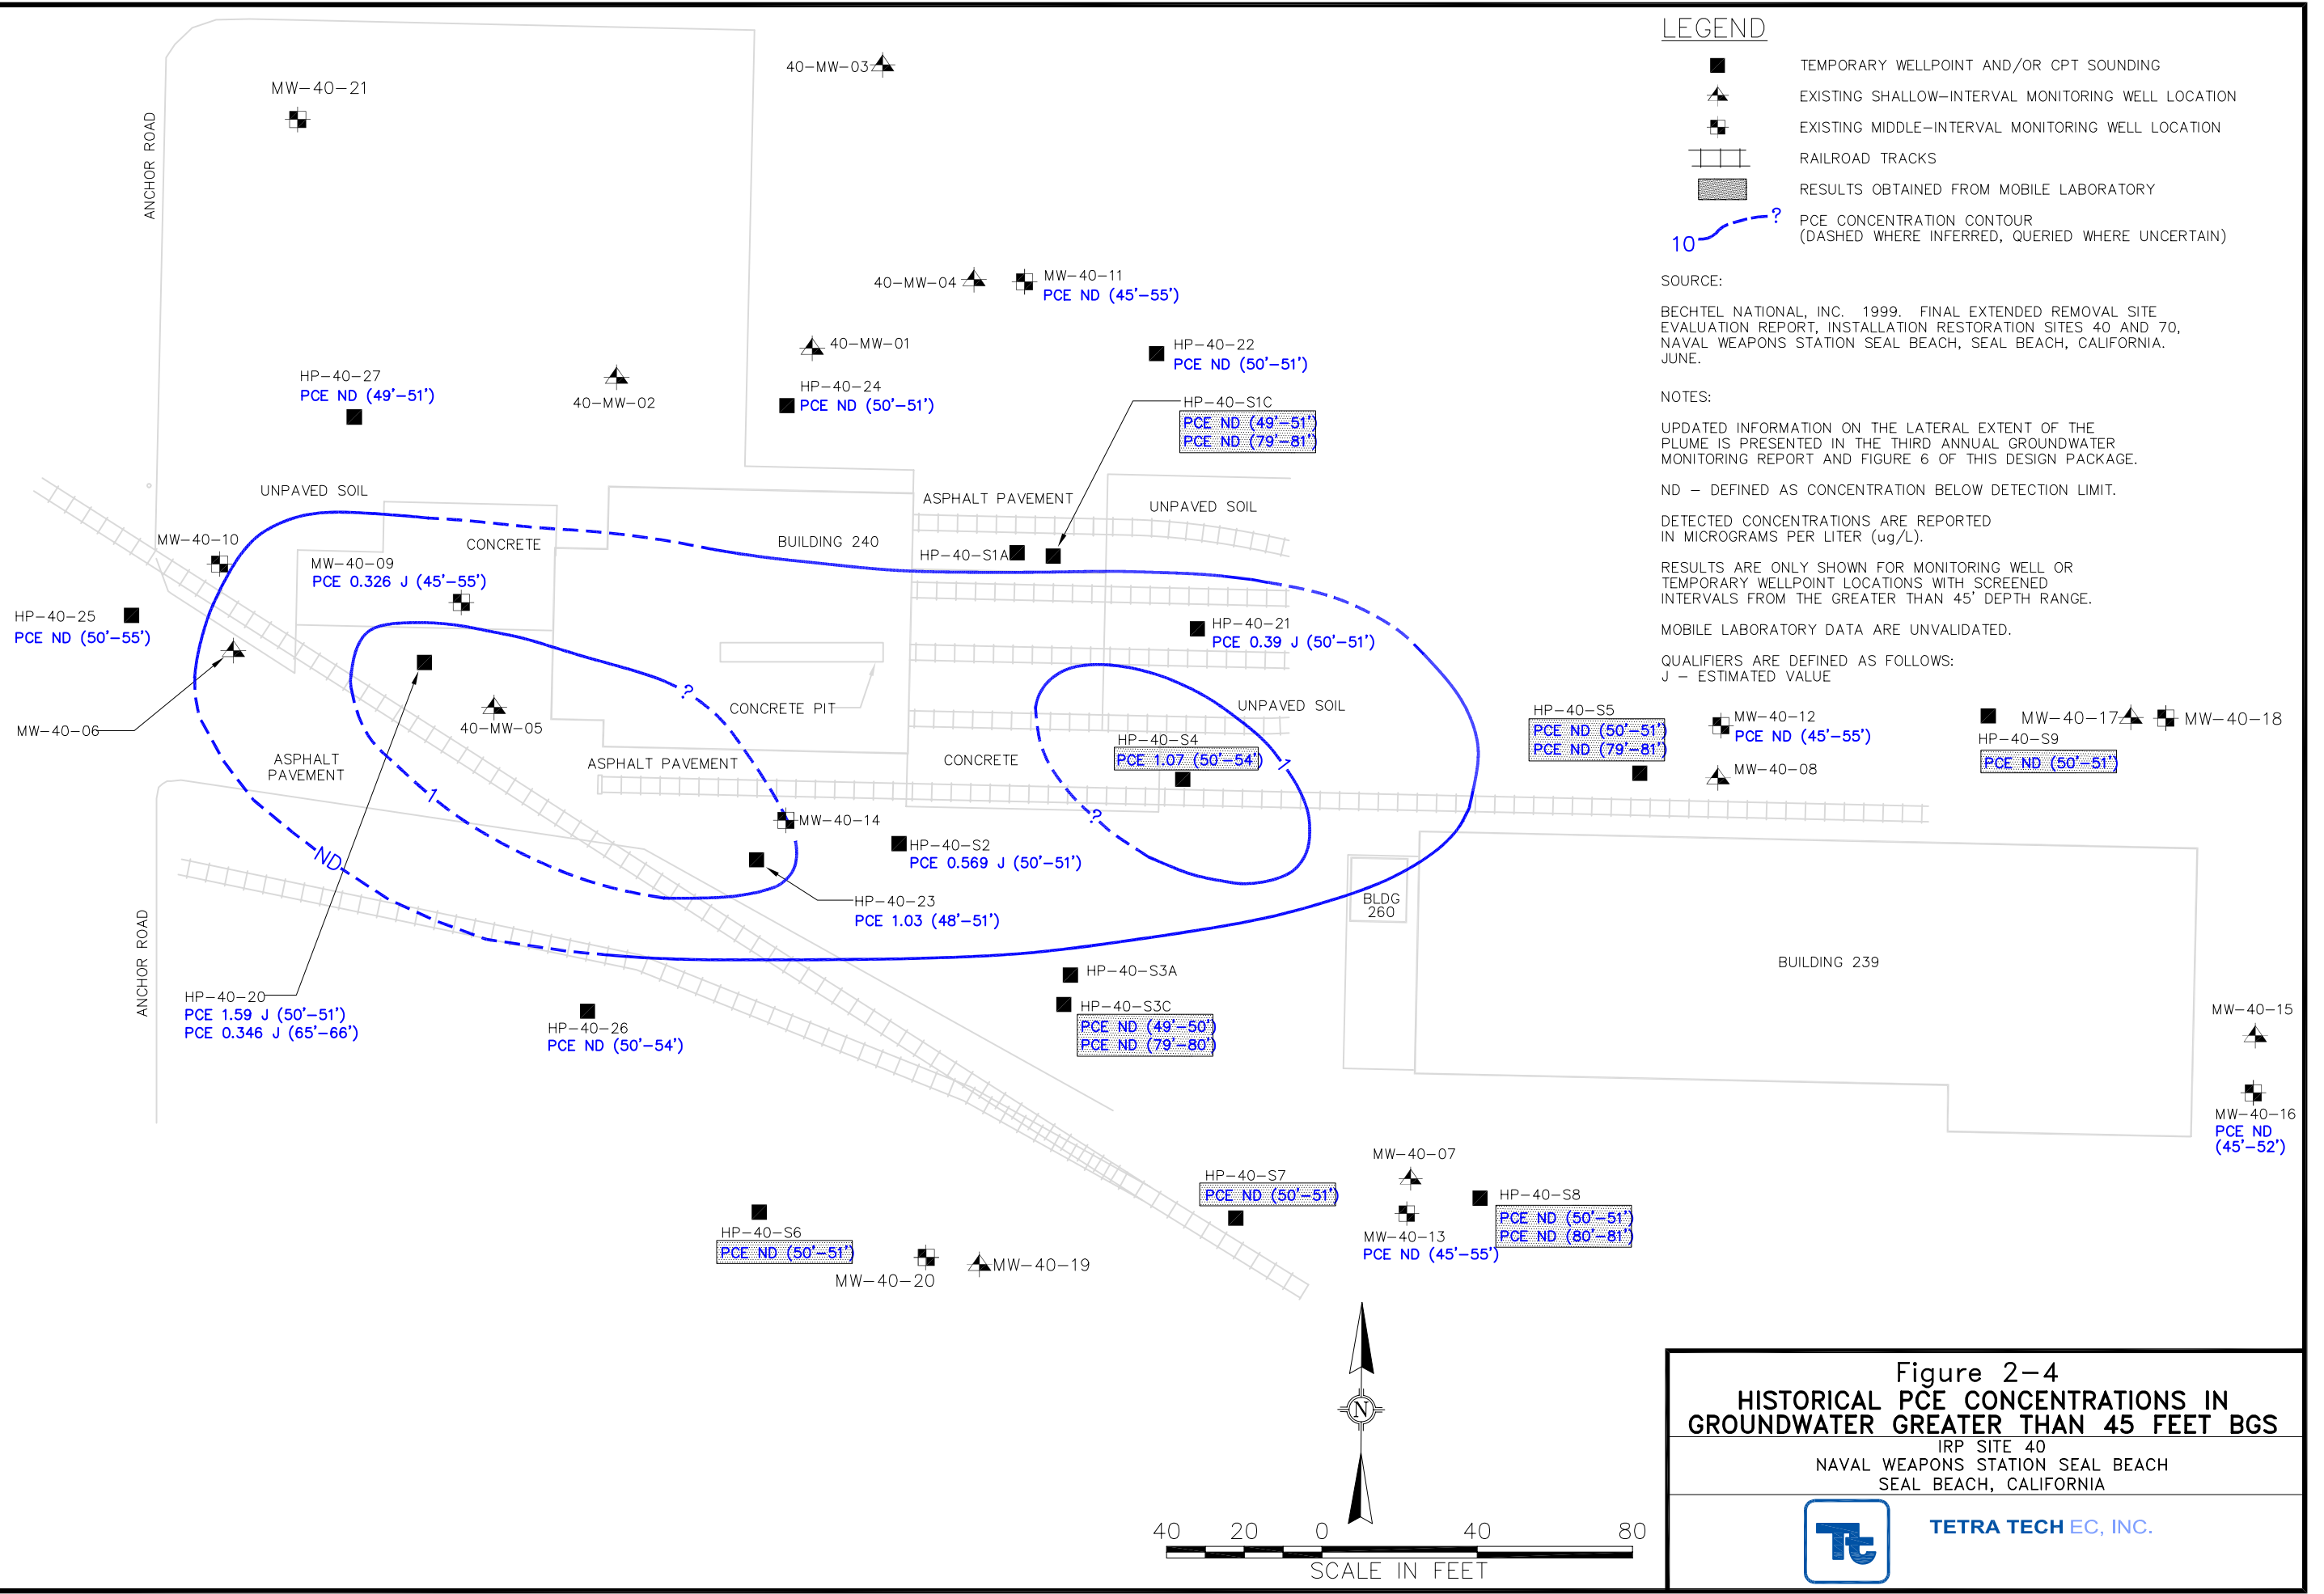 LEGEND
TEMPORARY WELLPOINT AND/OR CPT SOUNDING
EXISTING SHALLOW-INTERVAL MONITORING WELL LOCATION
EXISTING MIDDLE-INTERVAL MONITORING WELL LOCATION
RAILROAD TRACKS
RESULTS OBTAINED FROM MOBILE LABORATORY
10
?
PCE CONCENTRATION CONTOUR
(DASHED WHERE INFERRED, QUERIED WHERE UNCERTAIN)
SOURCE:
BECHTEL NATIONAL, INC. 1999. FINAL EXTENDED REMOVAL SITE
EVALUATION REPORT, INSTALLATION RESTORATION SITES 40 AND 70,
NAVAL WEAPONS STATION SEAL BEACH, SEAL BEACH, CALIFORNIA.
JUNE.
NOTES:
UPDATED INFORMATION ON THE LATERAL EXTENT OF THE
PLUME IS PRESENTED IN THE THIRD ANNUAL GROUNDWATER
MONITORING REPORT AND FIGURE 6 OF THIS DESIGN PACKAGE.
ND – DEFINED AS CONCENTRATION BELOW DETECTION LIMIT.
DETECTED CONCENTRATIONS ARE REPORTED
IN MICROGRAMS PER LITER (ug/L).
RESULTS ARE ONLY SHOWN FOR MONITORING WELL OR
TEMPORARY WELLPOINT LOCATIONS WITH SCREENED
INTERVALS FROM THE GREATER THAN 45' DEPTH RANGE.
MOBILE LABORATORY DATA ARE UNVALIDATED.
QUALIFIERS ARE DEFINED AS FOLLOWS:
J – ESTIMATED VALUE
40-MW-03
MW-40-21
ANCHOR ROAD
40-MW-04
MW-40-11
PCE ND (45'-55')
40-MW-01
HP-40-22
PCE ND (50'-51')
HP-40-27
PCE ND (49'-51')
40-MW-02
HP-40-24
PCE ND (50'-51')
HP-40-S1C
PCE ND (49'-51')
PCE ND (79'-81')
UNPAVED SOIL
ASPHALT PAVEMENT
UNPAVED SOIL
MW-40-10
CONCRETE
BUILDING 240
HP-40-S1A
MW-40-09
PCE 0.326 J (45'-55')
HP-40-25
PCE ND (50'-55')
HP-40-21
PCE 0.39 J (50'-51')
?
CONCRETE PIT
UNPAVED SOIL
MW-40-06
40-MW-05
HP-40-S4
PCE 1.07 (50'-54')
1
HP-40-S5
PCE ND (50'-51')
PCE ND (79'-81')
MW-40-12
PCE ND (45'-55')
MW-40-08
MW-40-17
MW-40-18
HP-40-S9
PCE ND (50'-51')
ASPHALT
PAVEMENT
ASPHALT PAVEMENT
CONCRETE
1
?
MW-40-14
HP-40-S2
PCE 0.569 J (50'-51')
ND
HP-40-23
PCE 1.03 (48'-51')
BLDG
260
BUILDING 239
ANCHOR ROAD
HP-40-20
PCE 1.59 J (50'-51')
PCE 0.346 J (65'-66')
HP-40-S3A
HP-40-S3C
PCE ND (49'-50')
PCE ND (79'-80')
HP-40-26
PCE ND (50'-54')
MW-40-15
MW-40-16
PCE ND
(45'-52')
MW-40-07
HP-40-S7
PCE ND (50'-51')
HP-40-S8
PCE ND (50'-51')
PCE ND (80'-81')
MW-40-13
PCE ND (45'-55')
HP-40-S6
PCE ND (50'-51')
MW-40-20
MW-40-19
N
40 20 0 40 80
SCALE IN FEET
Figure 2-4
HISTORICAL PCE CONCENTRATIONS IN
GROUNDWATER GREATER THAN 45 FEET BGS
IRP SITE 40
NAVAL WEAPONS STATION SEAL BEACH
SEAL BEACH, CALIFORNIA
Tt
TETRA TECH EC, INC.